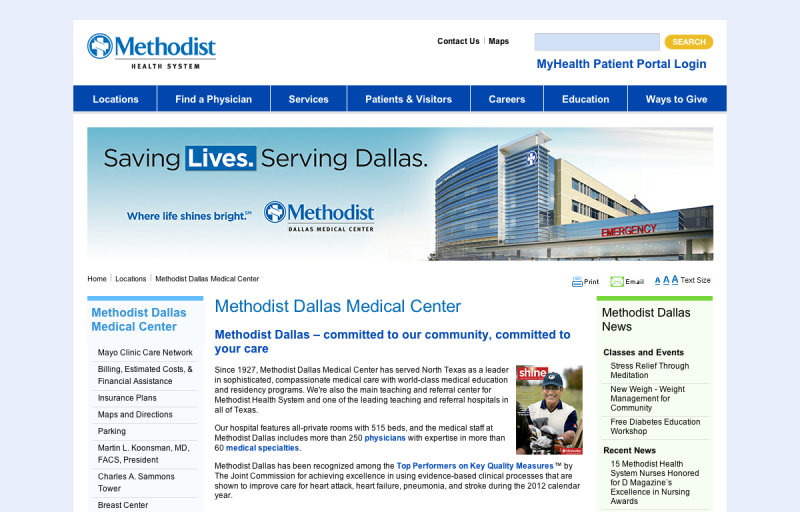 Methodist
HEALTH SYSTEM
Contact Us
Maps
SEARCH
MyHealth Patient Portal Login
Locations
Find a Physician
Services
Patients & Visitors
Careers
Education
Ways to Give
Saving Lives. Serving Dallas.
Where life shines bright.℠
Methodist
DALLAS MEDICAL CENTER
EMERGENCY
Home
Locations
Methodist Dallas Medical Center
Print
Email
A A A Text Size
Methodist Dallas
Medical Center
Mayo Clinic Care Network
Billing, Estimated Costs, &
Financial Assistance
Insurance Plans
Maps and Directions
Parking
Martin L. Koonsman, MD,
FACS, President
Charles A. Sammons
Tower
Breast Center
Methodist Dallas Medical Center
Methodist Dallas – committed to our community, committed to
your care
Since 1927, Methodist Dallas Medical Center has served North Texas as a leader
in sophisticated, compassionate medical care with world-class medical education
and residency programs. We're also the main teaching and referral center for
Methodist Health System and one of the leading teaching and referral hospitals in
all of Texas.
Our hospital features all-private rooms with 515 beds, and the medical staff at
Methodist Dallas includes more than 250 physicians with expertise in more than
60 medical specialties.
Methodist Dallas has been recognized among the Top Performers on Key Quality Measures™ by
The Joint Commission for achieving excellence in using evidence-based clinical processes that are
shown to improve care for heart attack, heart failure, pneumonia, and stroke during the 2012 calendar
year.
shine
Methodist
Methodist Dallas
News
Classes and Events
Stress Relief Through
Meditation
New Weigh - Weight
Management for
Community
Free Diabetes Education
Workshop
Recent News
15 Methodist Health
System Nurses Honored
for D Magazine`s
Excellence in Nursing
Awards